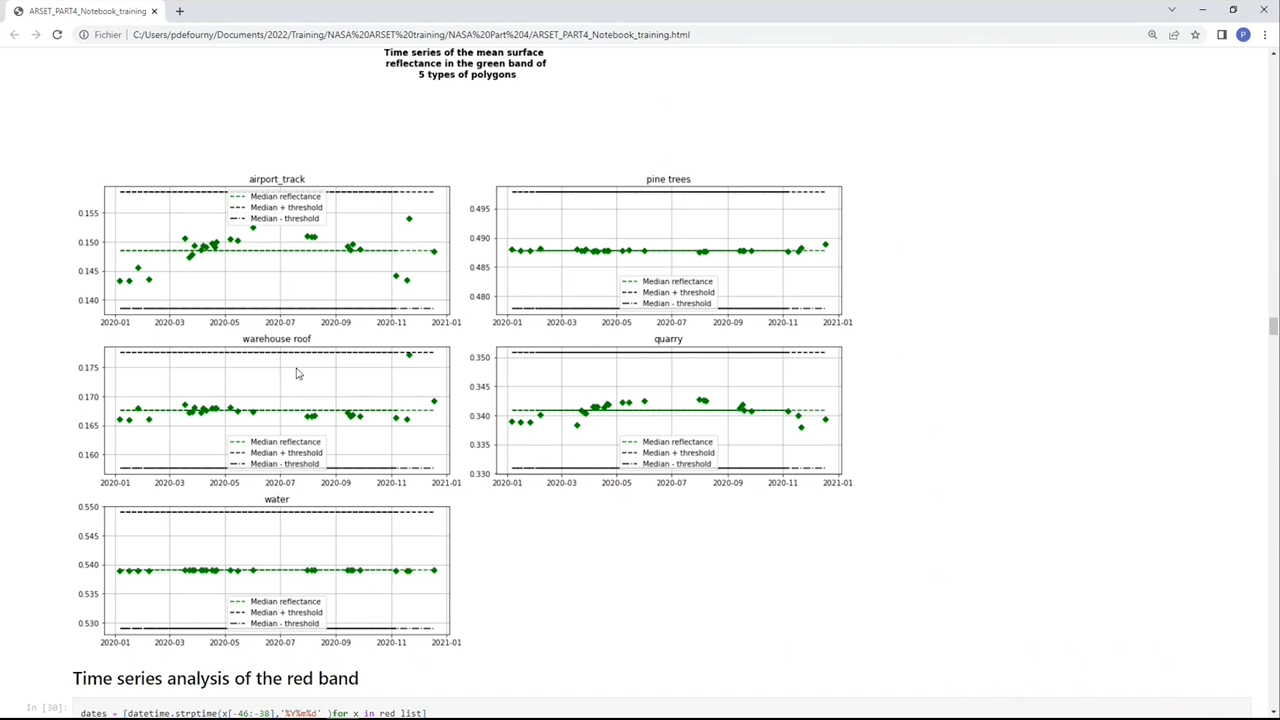 ARSET_PART4_Notebook_training
Fichier C:/Users/pdefourny/Documents/2022/Training/NASA%20ARSET%20training/NASA%20Part%204/ARSET_PART4_Notebook_training.html
P
Time series of the mean surface
reflectance in the green band of
5 types of polygons
airport_track
0.155
0.150
0.145
0.140
Median reflectance
Median + threshold
Median - threshold
2020-01 2020-03 2020-05 2020-07 2020-09 2020-11 2021-01
pine trees
0.495
0.490
0.485
0.480
Median reflectance
Median + threshold
Median - threshold
2020-01 2020-03 2020-05 2020-07 2020-09 2020-11 2021-01
warehouse roof
0.175
0.170
0.165
0.160
Median reflectance
Median + threshold
Median - threshold
2020-01 2020-03 2020-05 2020-07 2020-09 2020-11 2021-01
quarry
0.350
0.345
0.340
0.335
0.330
Median reflectance
Median + threshold
Median - threshold
2020-01 2020-03 2020-05 2020-07 2020-09 2020-11 2021-01
water
0.550
0.545
0.540
0.535
0.530
Median reflectance
Median + threshold
Median - threshold
2020-01 2020-03 2020-05 2020-07 2020-09 2020-11 2021-01
Time series analysis of the red band
In [30]: dates = [datetime.strptime(x[-46:-38],'%Y%m%d' )for x in red_list]